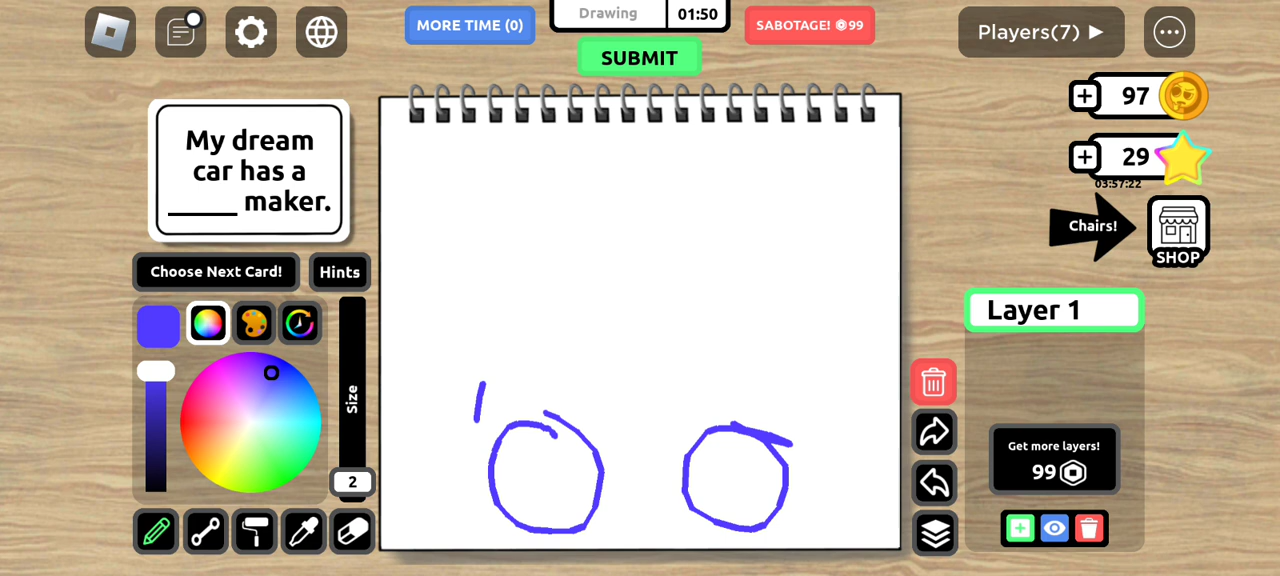 MORE TIME (0)
Drawing
01:50
SABOTAGE! 99
Players(7)
SUBMIT
97
29
03:57:22
Chairs!
SHOP
My dream
car has a
_____ maker.
Choose Next Card!
Hints
Size
2
Layer 1
Get more layers!
99